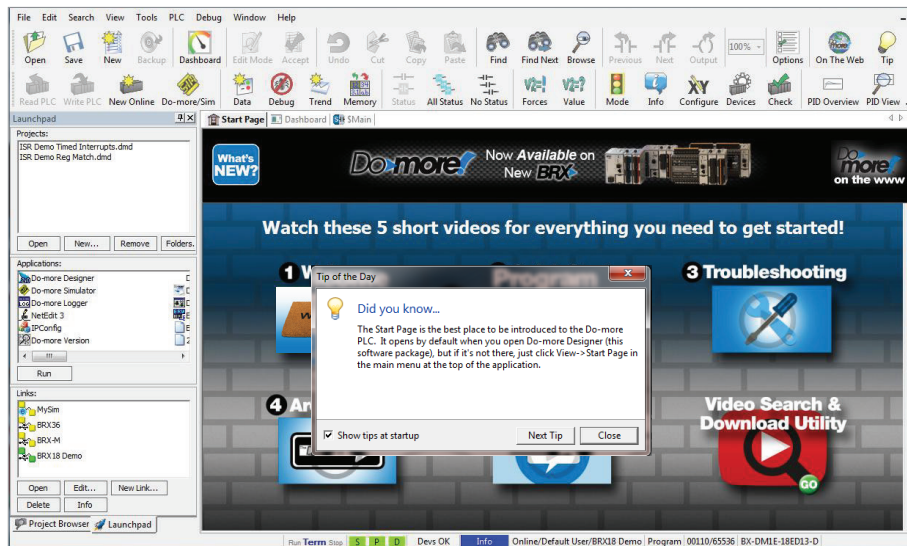 File Edit Search View Tools PLC Debug Window Help
Open Save New Backup Dashboard Edit Mode Accept Undo Cut Copy Paste Find Find Next Browse Previous Next Output 100% Options On The Web Tip
Read PLC Write PLC New Online Do-more/Sim Data Debug Trend Memory Status All Status No Status Forces Value Mode Info Configure Devices Check PID Overview PID View
Launchpad
Start Page Dashboard $Main
Projects:
ISR Demo Timed Interrupts.dmd
ISR Demo Reg Match.dmd
Open New... Remove Folders.
Applications:
Do-more Designer
Do-more Simulator
Do-more Logger
NetEdit 3
IPConfig
Do-more Version
Run
Links:
MySim
BRX36
BRX-M
BRX18 Demo
Open Edit... New Link...
Delete Info
Project Browser Launchpad
What's NEW?
Do-more! Now Available on
New BRX
Do-more!
on the www
Watch these 5 short videos for everything you need to get started!
1 W
Program
3 Troubleshooting
4 Ar
Video Search &
Download Utility
GO
Tip of the Day
Did you know...
The Start Page is the best place to be introduced to the Do-more
PLC. It opens by default when you open Do-more Designer (this
software package), but if it's not there, just click View->Start Page in
the main menu at the top of the application.
Show tips at startup Next Tip Close
Run Term Stop S P D Devs OK Info Online/Default User/BRX18 Demo Program 00110/65536 BX-DM1E-18ED13-D